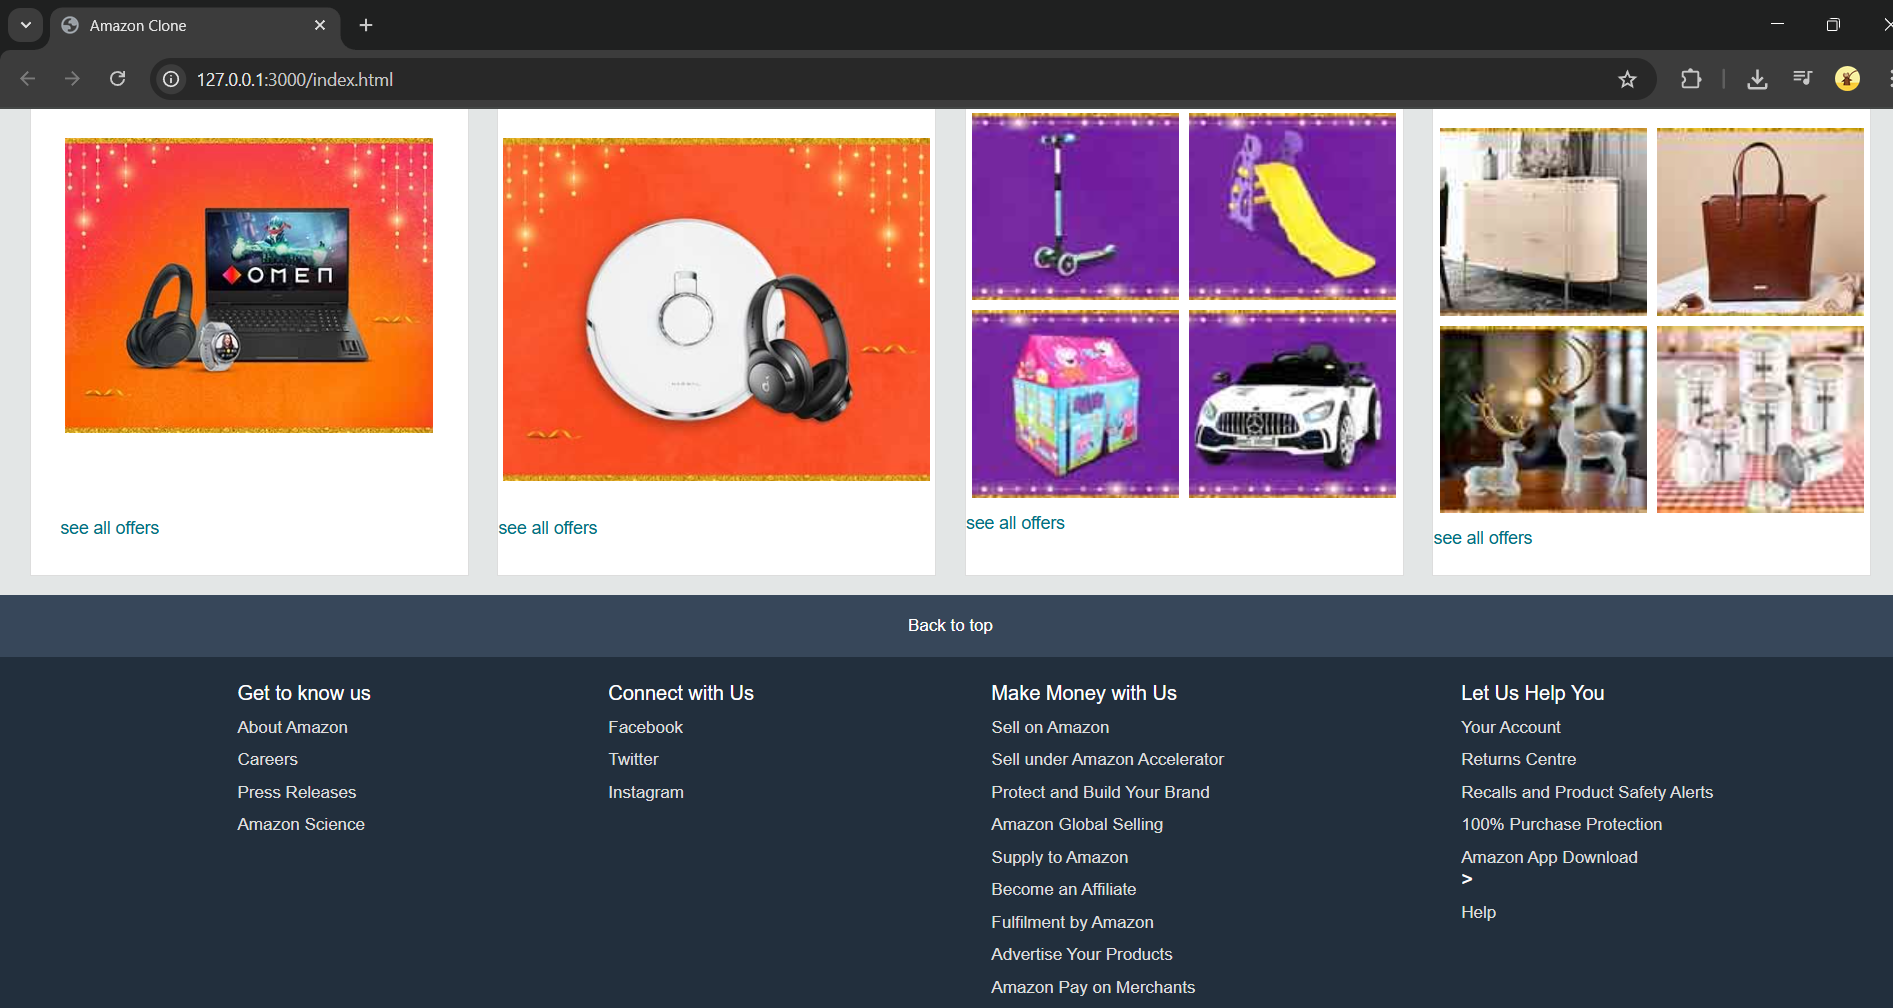 Amazon Clone
127.0.0.1:3000/index.html
OMEN
see all offers
see all offers
see all offers
see all offers
Back to top
Get to know us
About Amazon
Careers
Press Releases
Amazon Science
Connect with Us
Facebook
Twitter
Instagram
Make Money with Us
Sell on Amazon
Sell under Amazon Accelerator
Protect and Build Your Brand
Amazon Global Selling
Supply to Amazon
Become an Affiliate
Fulfilment by Amazon
Advertise Your Products
Amazon Pay on Merchants
Let Us Help You
Your Account
Returns Centre
Recalls and Product Safety Alerts
100% Purchase Protection
Amazon App Download
>
Help